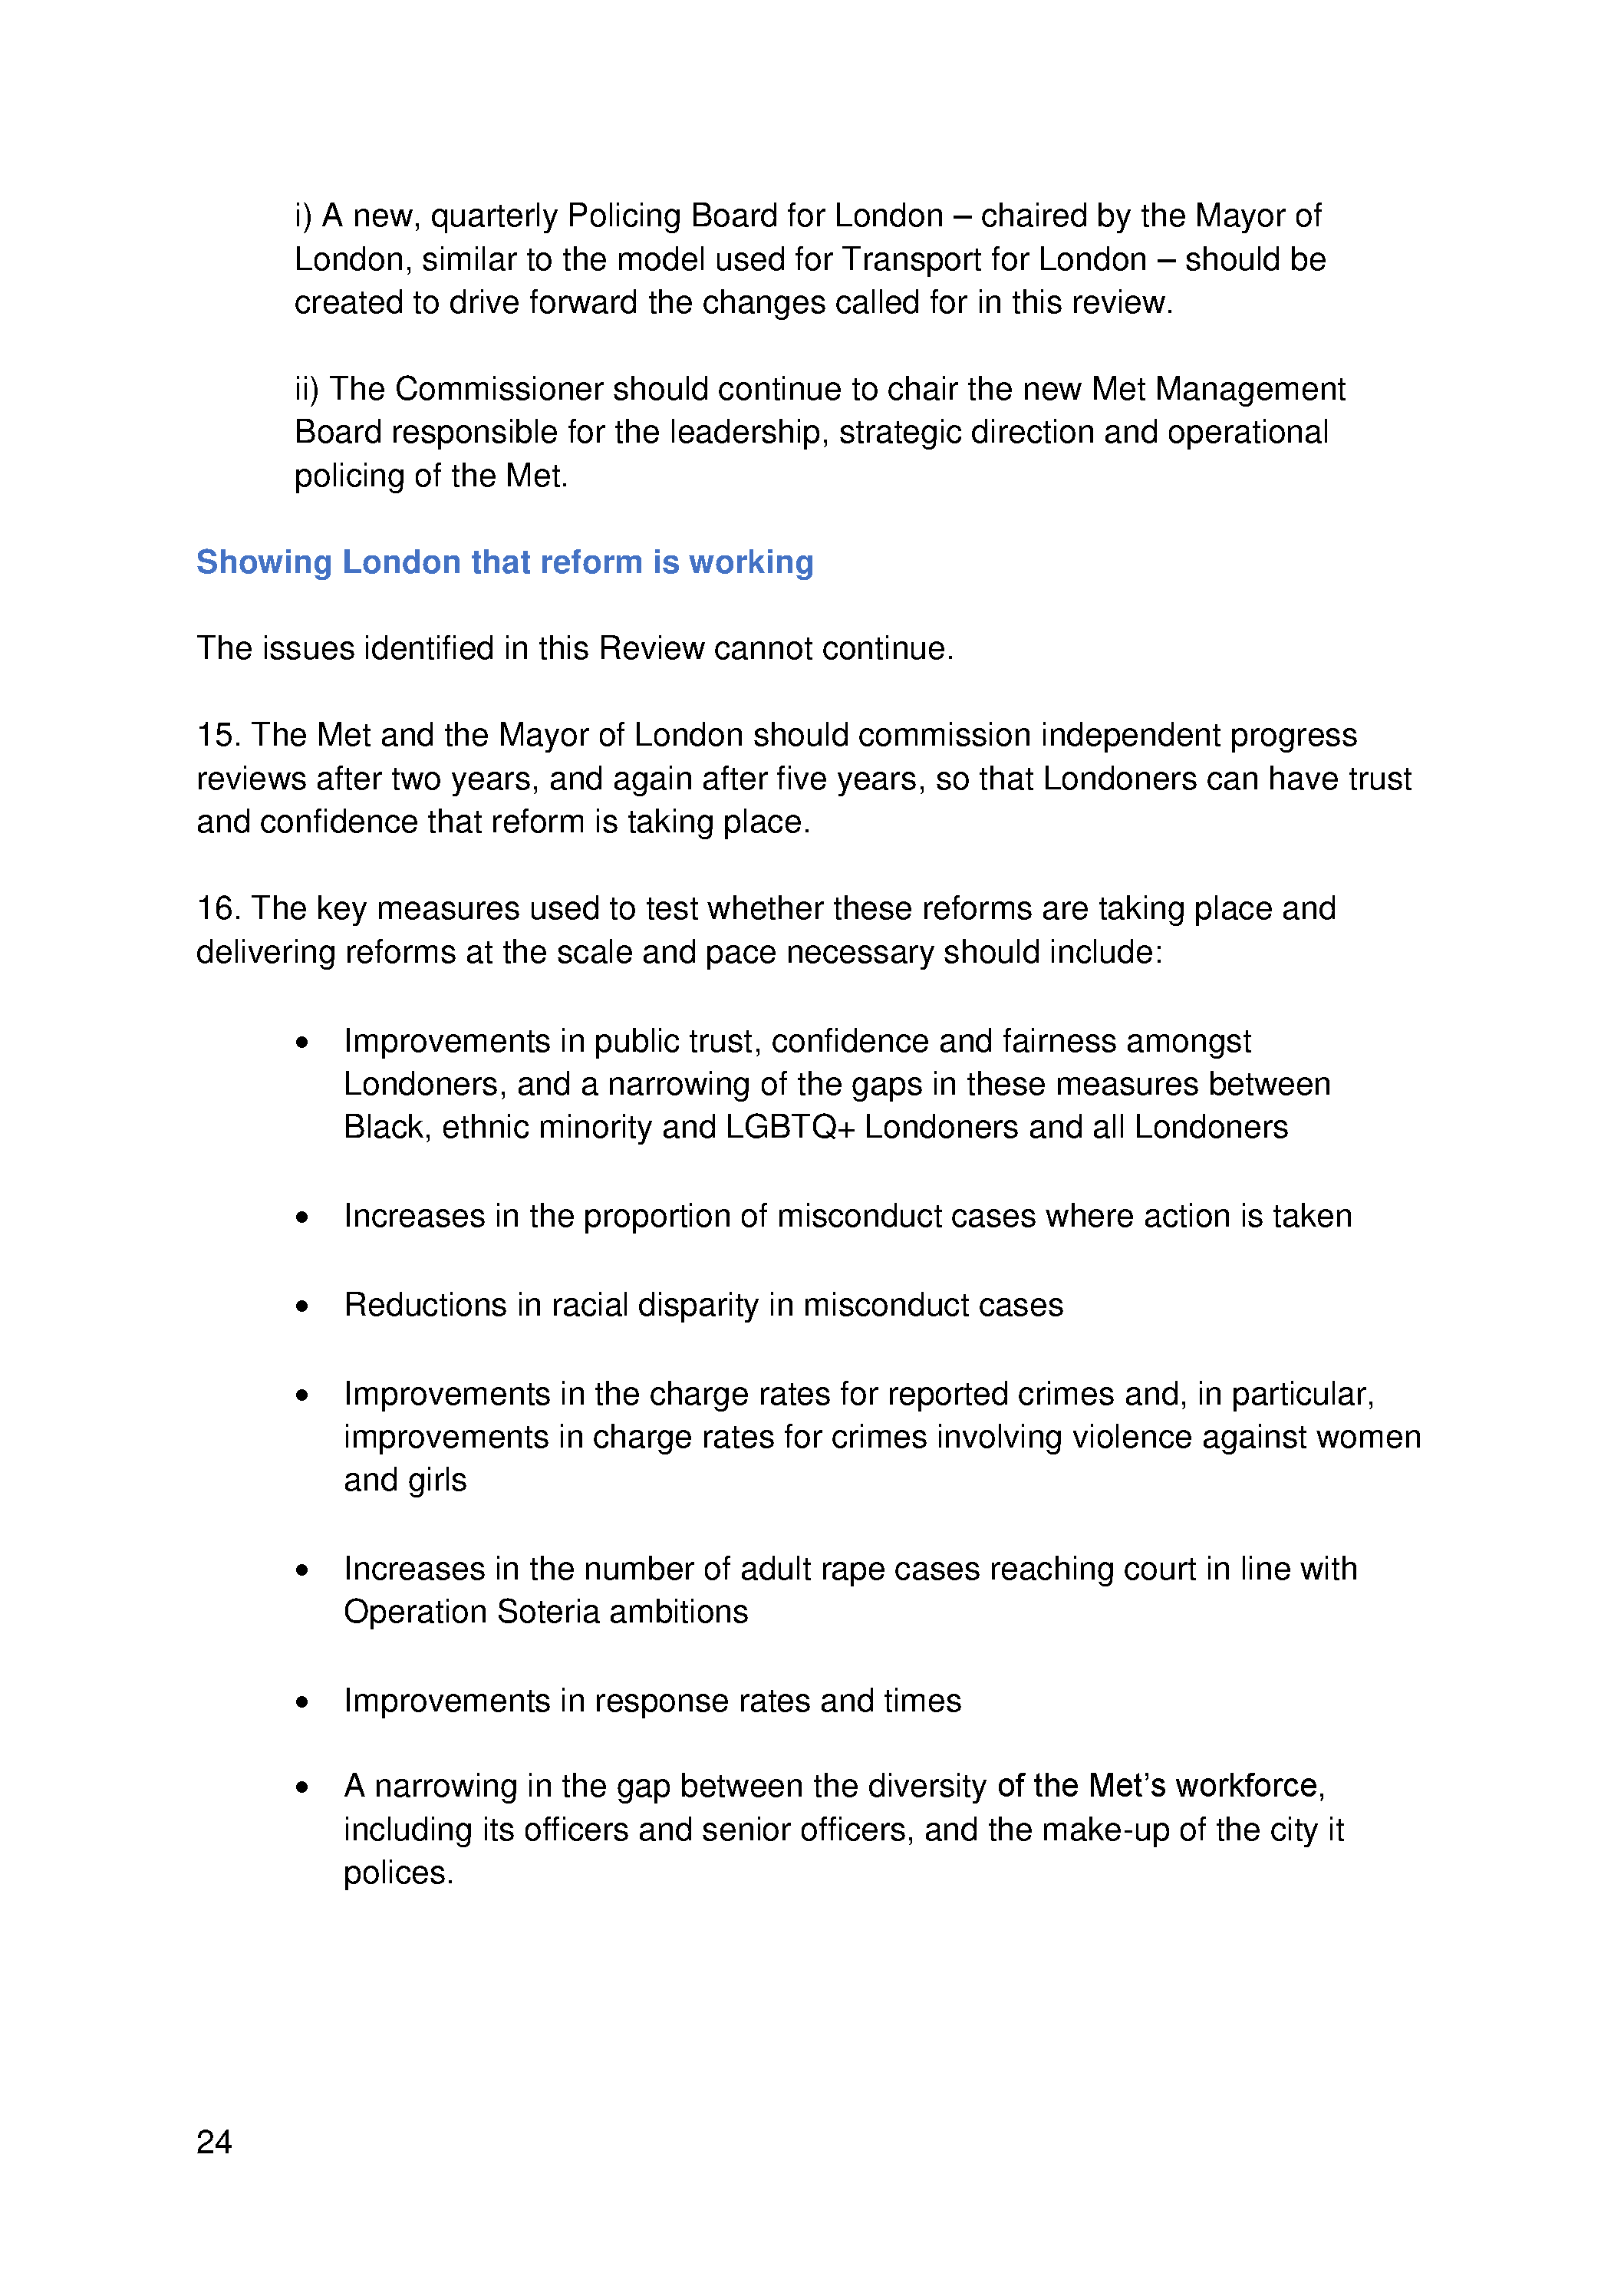 i) A new, quarterly Policing Board for London – chaired by the Mayor of
London, similar to the model used for Transport for London – should be
created to drive forward the changes called for in this review.
ii) The Commissioner should continue to chair the new Met Management
Board responsible for the leadership, strategic direction and operational
policing of the Met.
Showing London that reform is working
The issues identified in this Review cannot continue.
15. The Met and the Mayor of London should commission independent progress
reviews after two years, and again after five years, so that Londoners can have trust
and confidence that reform is taking place.
16. The key measures used to test whether these reforms are taking place and
delivering reforms at the scale and pace necessary should include:
• Improvements in public trust, confidence and fairness amongst
Londoners, and a narrowing of the gaps in these measures between
Black, ethnic minority and LGBTQ+ Londoners and all Londoners
• Increases in the proportion of misconduct cases where action is taken
• Reductions in racial disparity in misconduct cases
• Improvements in the charge rates for reported crimes and, in particular,
improvements in charge rates for crimes involving violence against women
and girls
• Increases in the number of adult rape cases reaching court in line with
Operation Soteria ambitions
• Improvements in response rates and times
• A narrowing in the gap between the diversity of the Met’s workforce,
including its officers and senior officers, and the make-up of the city it
polices.
24